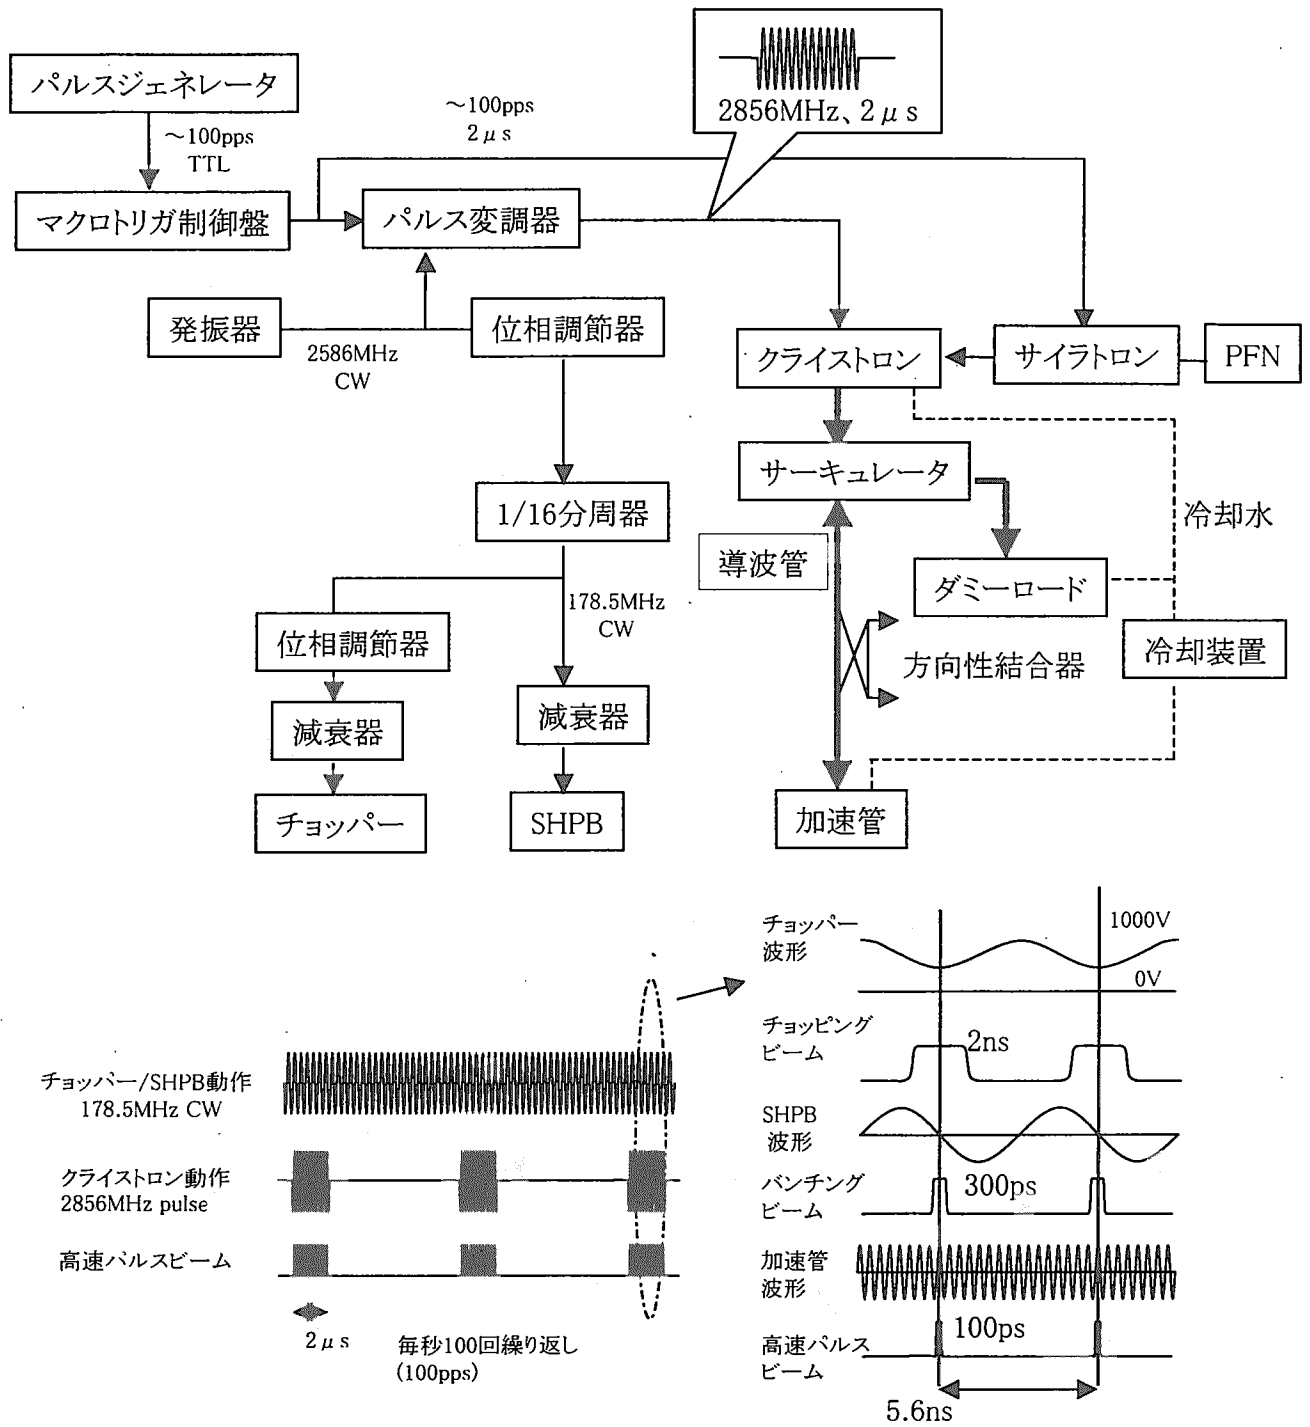 パルスジェネレータ
～100pps
TTL
マクロトリガ制御盤
～100pps
2μs
2856MHz、2μs
パルス変調器
発振器
2586MHz
CW
位相調節器
クライストロン
サイラトロン
PFN
サーキュレータ
1/16分周器
冷却水
導波管
ダミーロード
178.5MHz
CW
位相調節器
方向性結合器
冷却装置
減衰器
減衰器
チョッパー
SHPB
加速管
チョッパー/SHPB動作
178.5MHz CW
クライストロン動作
2856MHz pulse
高速パルスビーム
2μs
毎秒100回繰り返し
(100pps)
チョッパー
波形
1000V
0V
チョッピング
ビーム
2ns
SHPB
波形
バンチング
ビーム
300ps
加速管
波形
高速パルス
ビーム
100ps
5.6ns